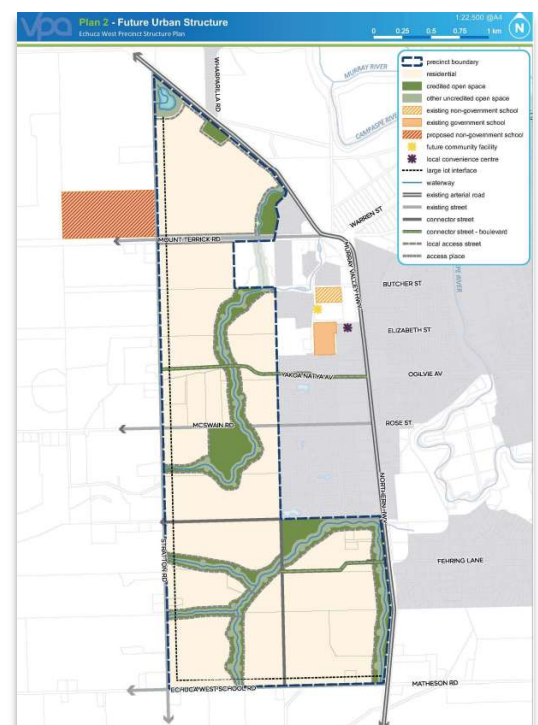 vpa
Plan 2 - Future Urban Structure
Echuca West Precinct Structure Plan
1:22,500 @A4
0 0.25 0.5 0.75 1 km
N
precinct boundary
residential
credited open space
other uncredited open space
existing non-government school
existing government school
proposed non-government school
future community facility
local convenience centre
large lot interface
waterway
existing arterial road
existing street
connector street
connector street - boulevard
local access street
access place
WHARPARILLA RD
MURRAY RIVER
CAMPASPE RIVER
WARREN ST
MOUNT TERRICK RD
MURRAY VALLEY HWY
BUTCHER ST
ELIZABETH ST
YAKOA NATYA AV
OGILVIE AV
MCSWAIN RD
ROSE ST
NORTHERN HWY
STRATTON RD
FEHRING LANE
ECHUCA WEST SCHOOL RD
MATHESON RD